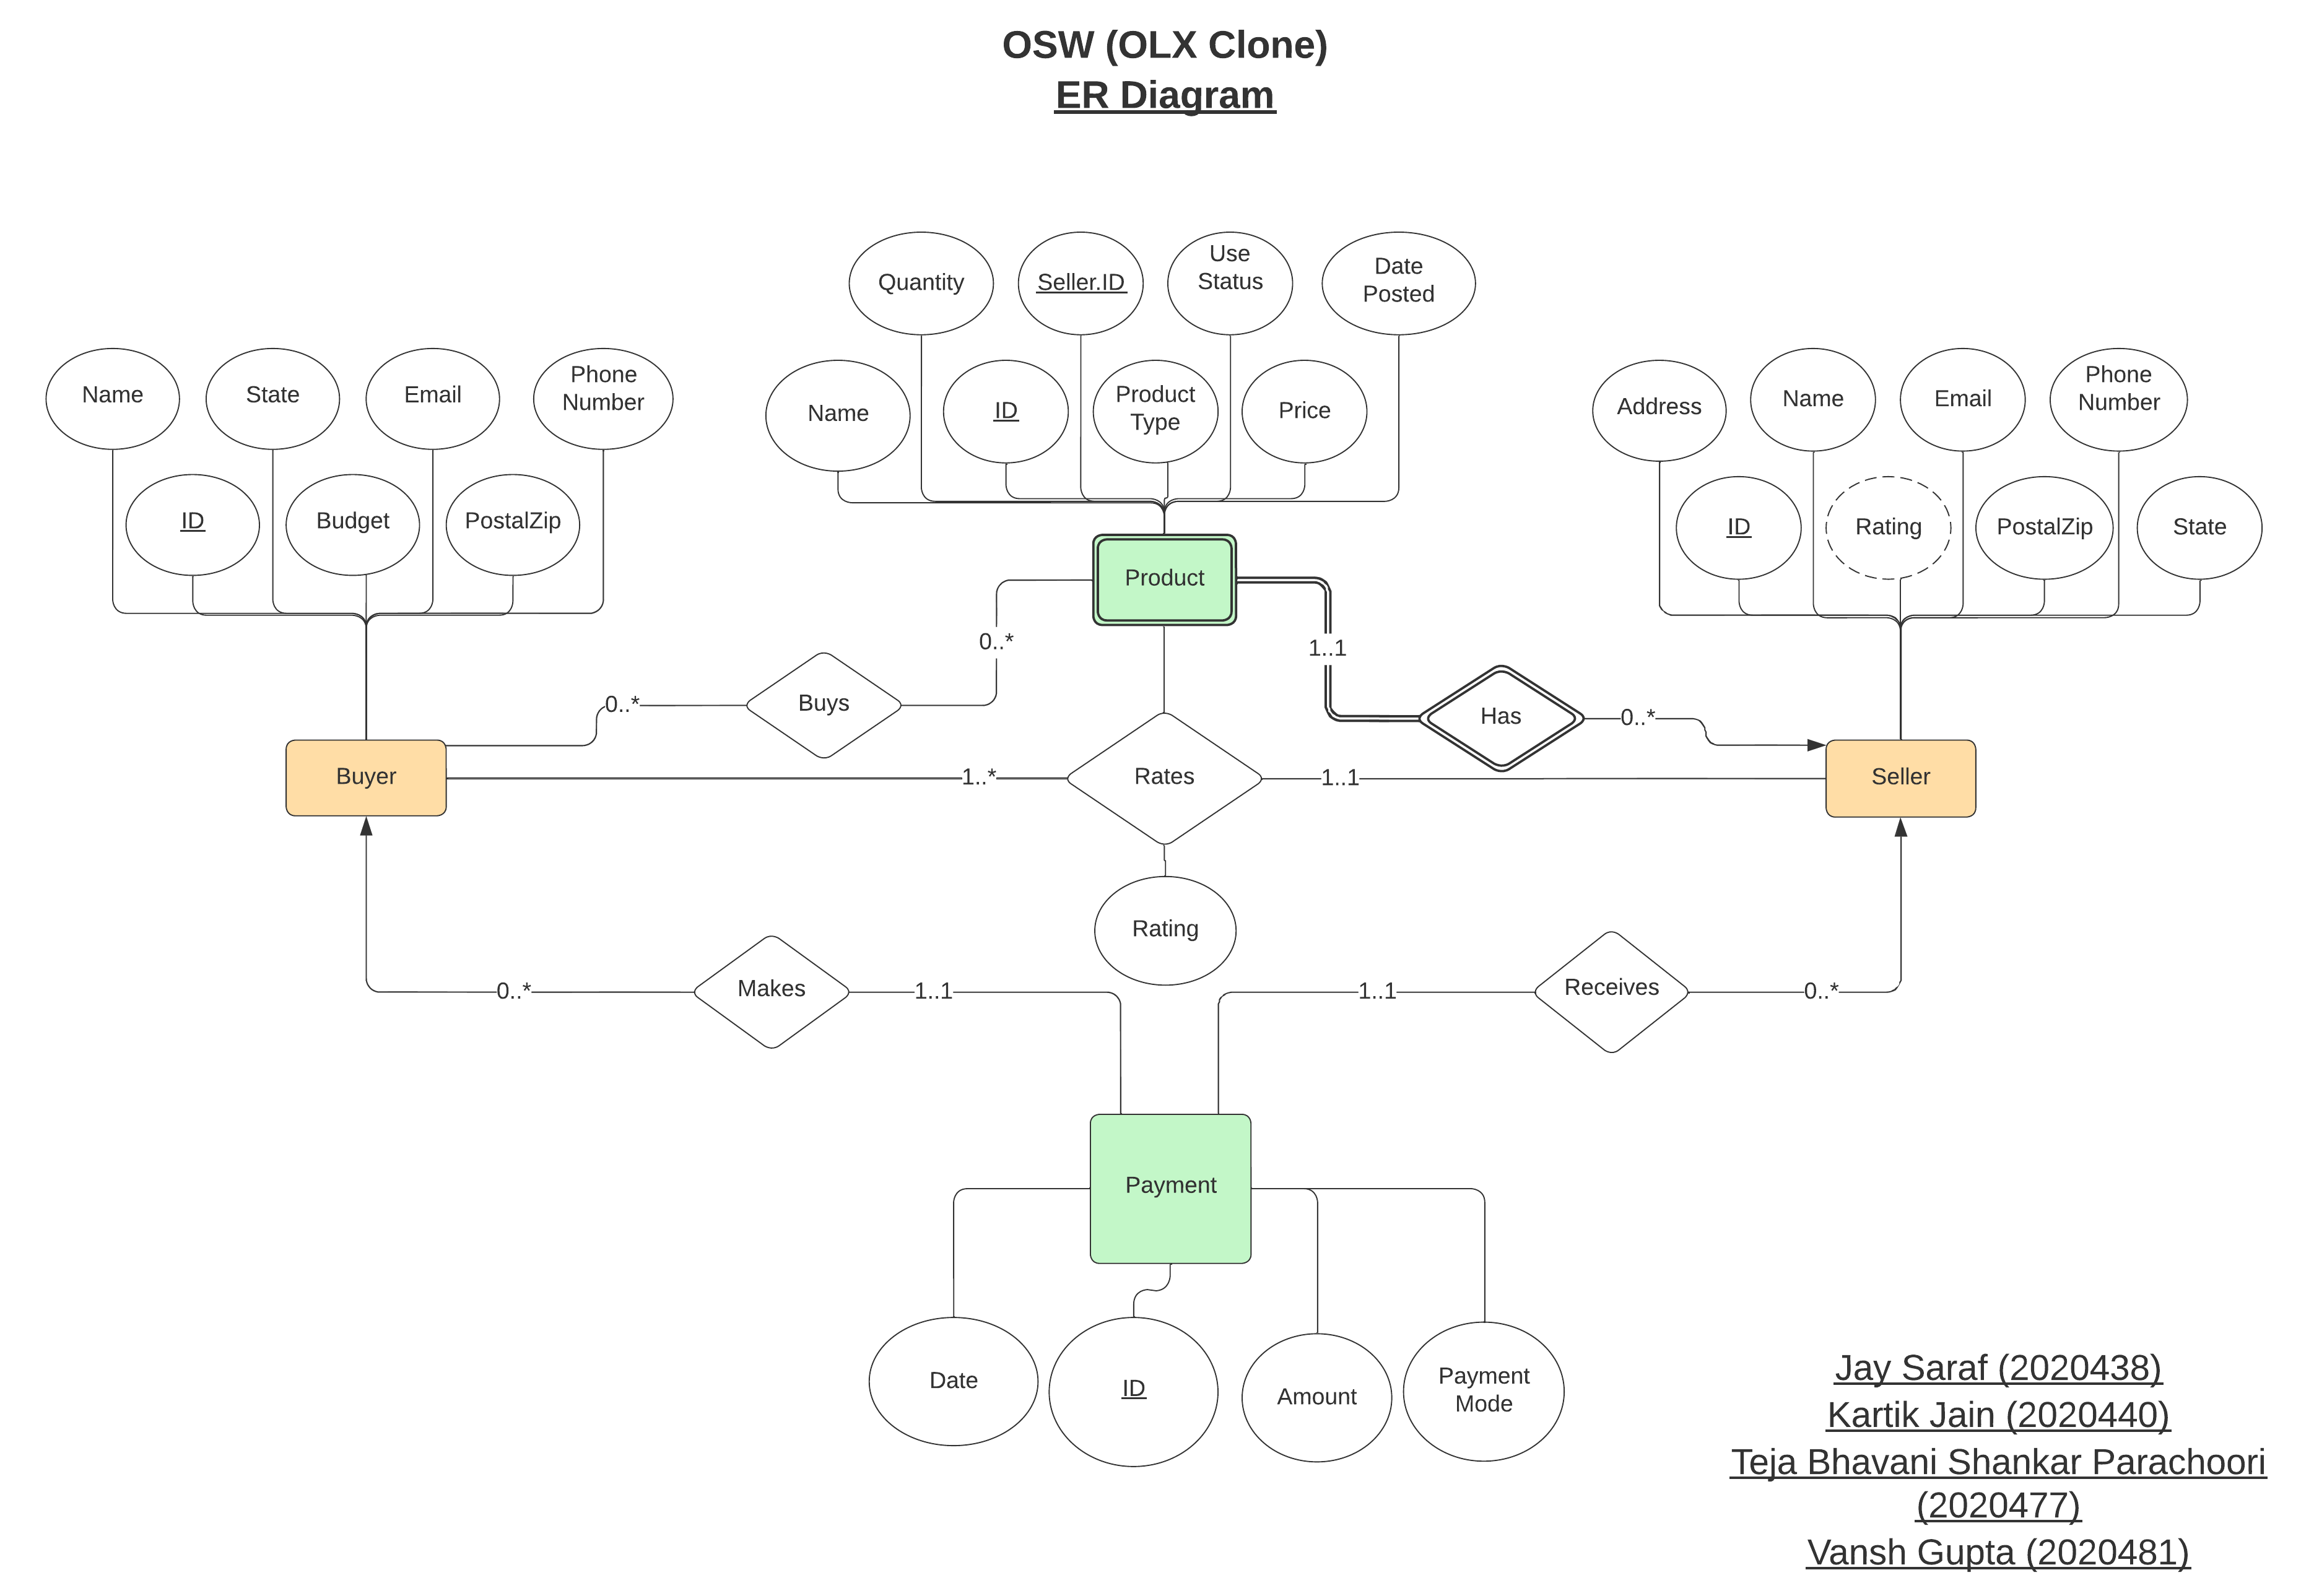 OSW (OLX Clone)
ER Diagram
Quantity
Seller.ID
Use
Status
Date
Posted
Name
ID
Product
Type
Price
Name
State
Email
Phone
Number
ID
Budget
PostalZip
Address
Name
Email
Phone
Number
ID
Rating
PostalZip
State
Product
0..*
1..1
Buys
0..*
Has
0..*
Buyer
1..*
Rates
1..1
Seller
Rating
0..*
Makes
1..1
1..1
Receives
0..*
Payment
Date
ID
Amount
Payment
Mode
Jay Saraf (2020438)
Kartik Jain (2020440)
Teja Bhavani Shankar Parachoori
(2020477)
Vansh Gupta (2020481)